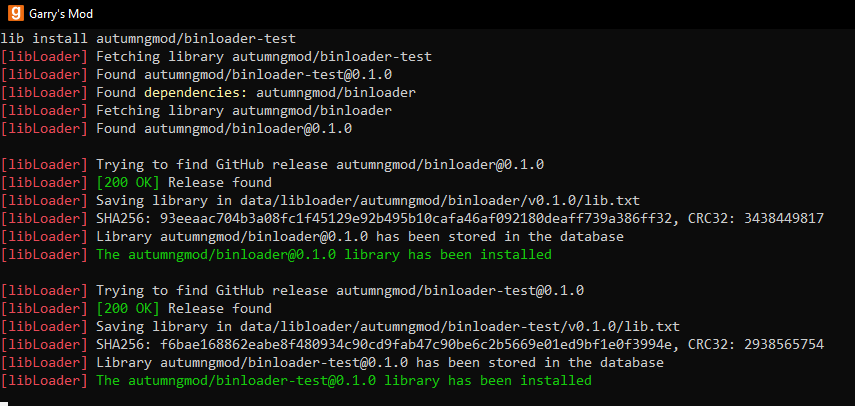 Garry's Mod
lib install autumngmod/binloader-test
[libLoader] Fetching library autumngmod/binloader-test
[libLoader] Found autumngmod/binloader-test@0.1.0
[libLoader] Found dependencies: autumngmod/binloader
[libLoader] Fetching library autumngmod/binloader
[libLoader] Found autumngmod/binloader@0.1.0
[libLoader] Trying to find GitHub release autumngmod/binloader@0.1.0
[libLoader] [200 OK] Release found
[libLoader] Saving library in data/libloader/autumngmod/binloader/v0.1.0/lib.txt
[libLoader] SHA256: 93eeaac704b3a08fc1f45129e92b495b10cafa46af092180deaff739a386ff32, CRC32: 3438449817
[libLoader] Library autumngmod/binloader@0.1.0 has been stored in the database
[libLoader] The autumngmod/binloader@0.1.0 library has been installed
[libLoader] Trying to find GitHub release autumngmod/binloader-test@0.1.0
[libLoader] [200 OK] Release found
[libLoader] Saving library in data/libloader/autumngmod/binloader-test/v0.1.0/lib.txt
[libLoader] SHA256: f6bae168862eabe8f480934c90cd9fab47c90be6c2b5669e01ed9bf1e0f3994e, CRC32: 2938565754
[libLoader] Library autumngmod/binloader-test@0.1.0 has been stored in the database
[libLoader] The autumngmod/binloader-test@0.1.0 library has been installed